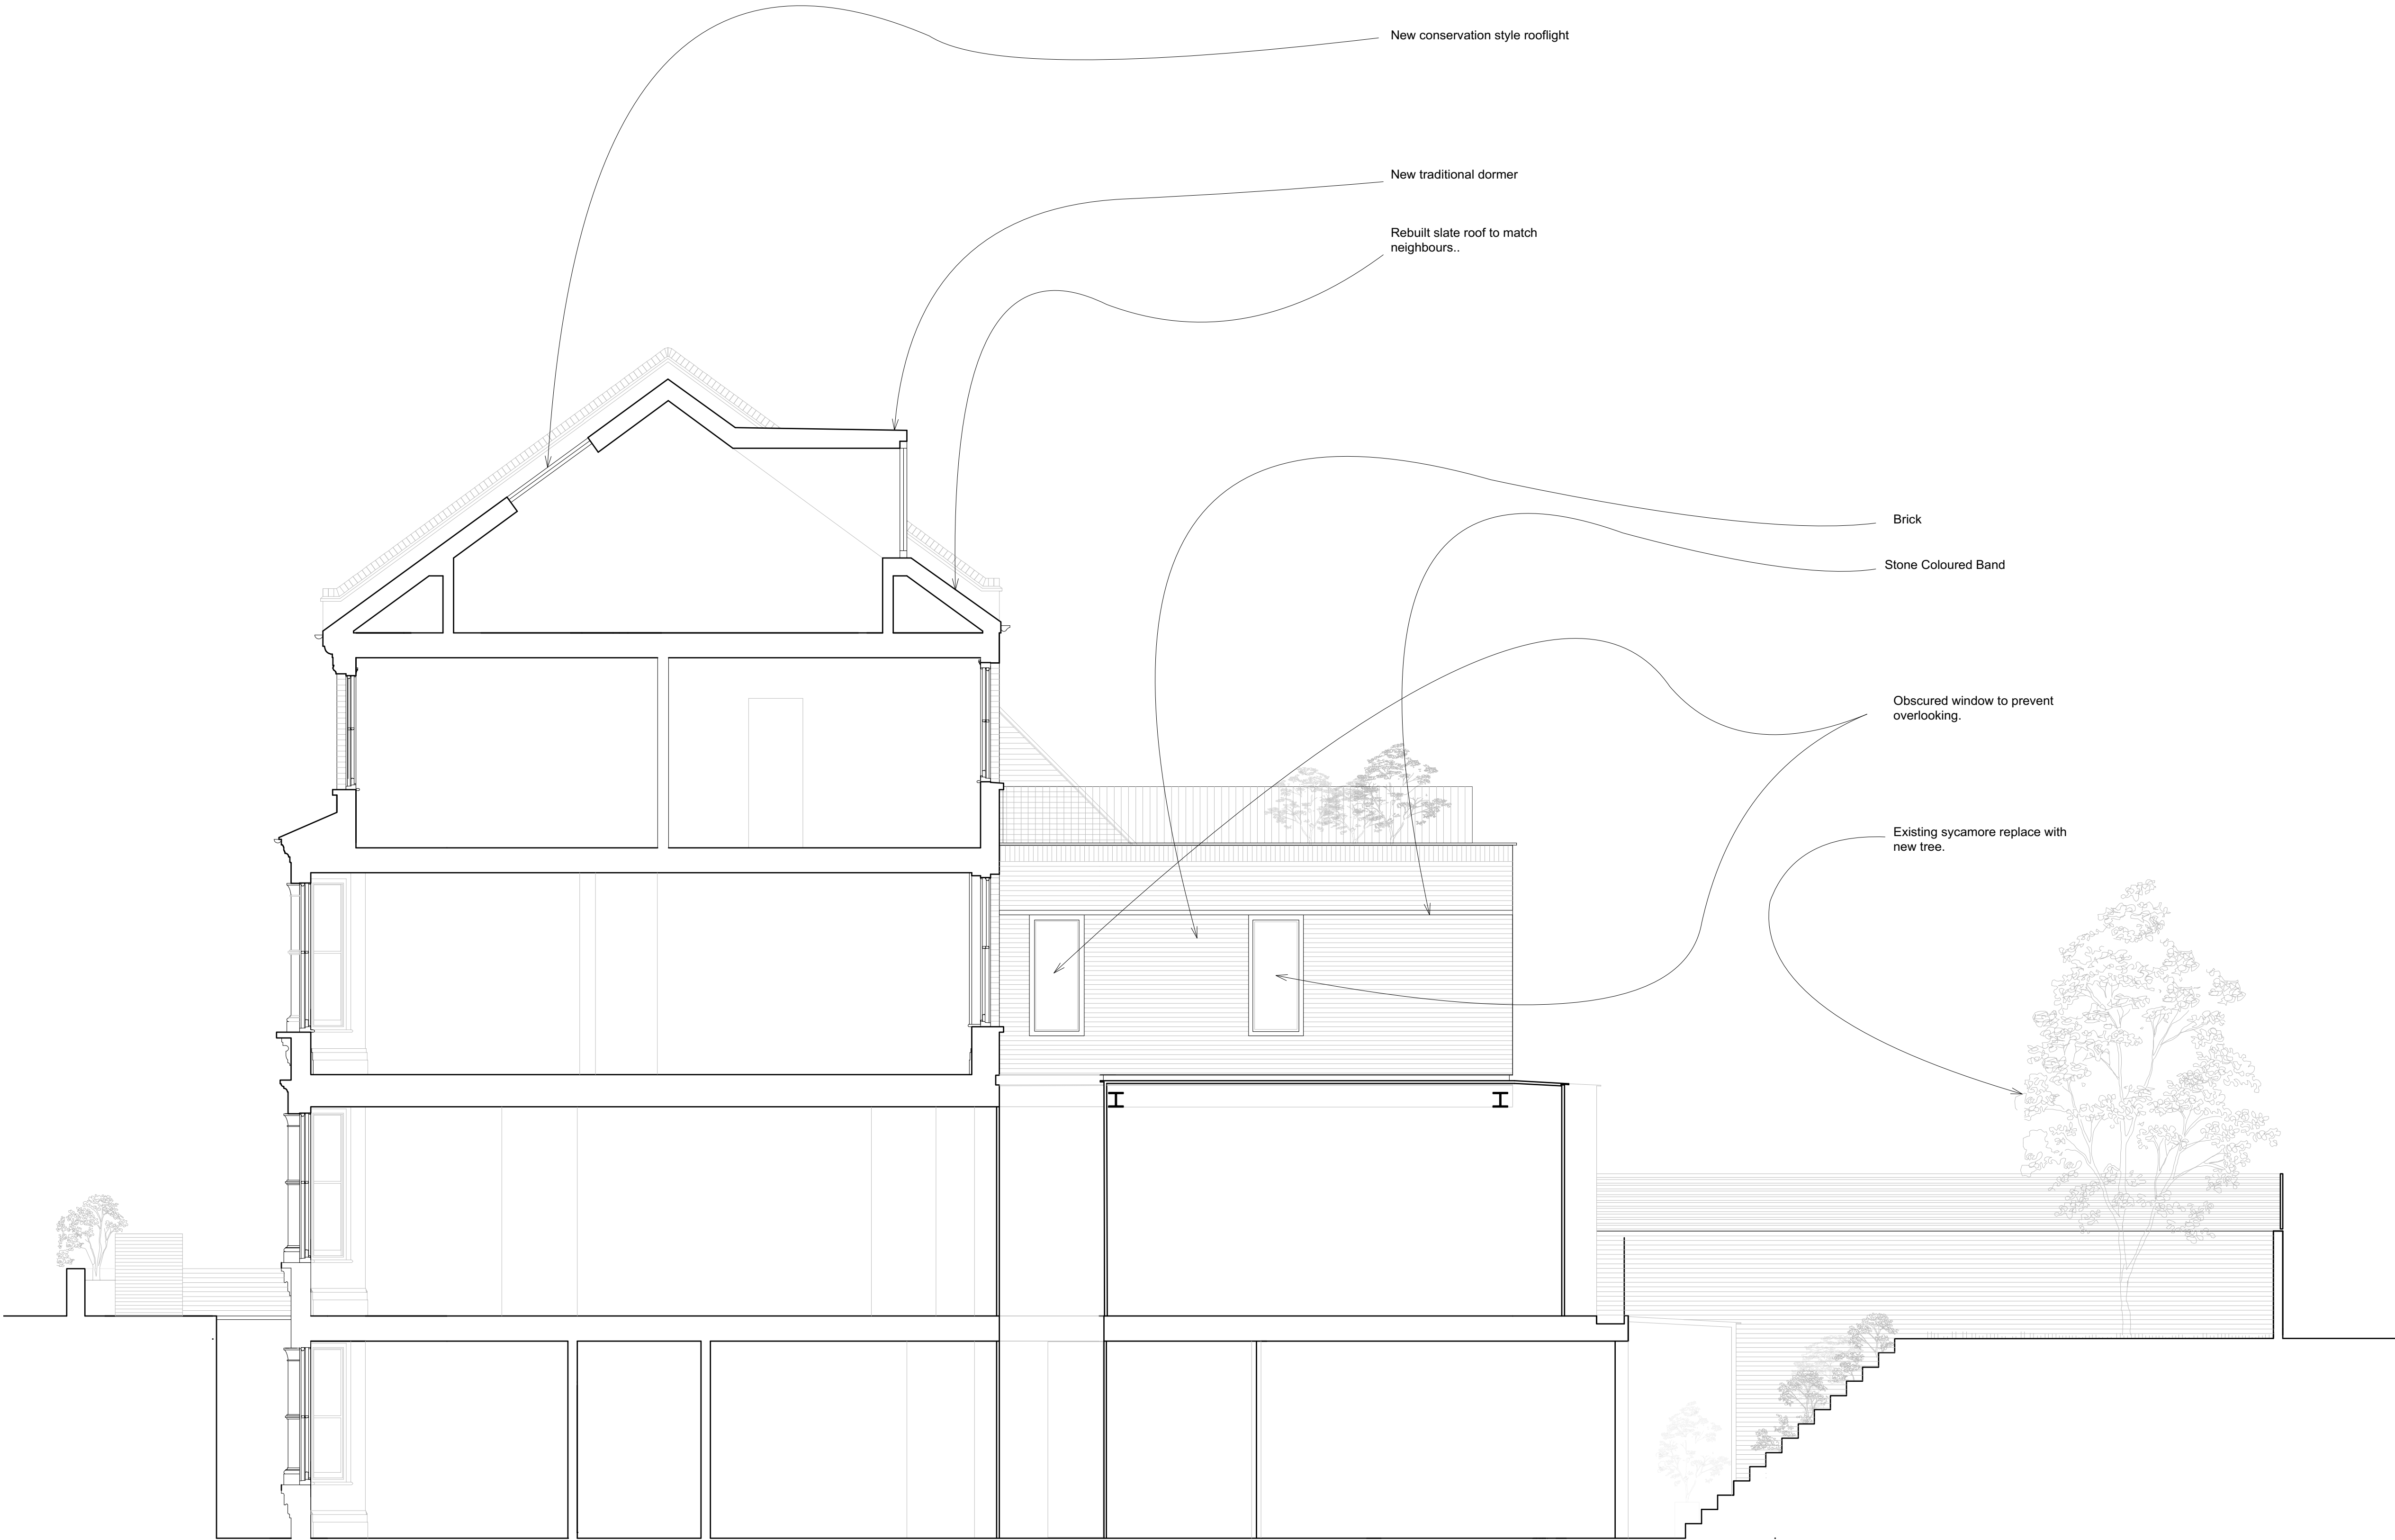 New conservation style rooflight
New traditional dormer
Rebuilt slate roof to match
neighbours..
Brick
Stone Coloured Band
Obscured window to prevent
overlooking.
Existing sycamore replace with
new tree.